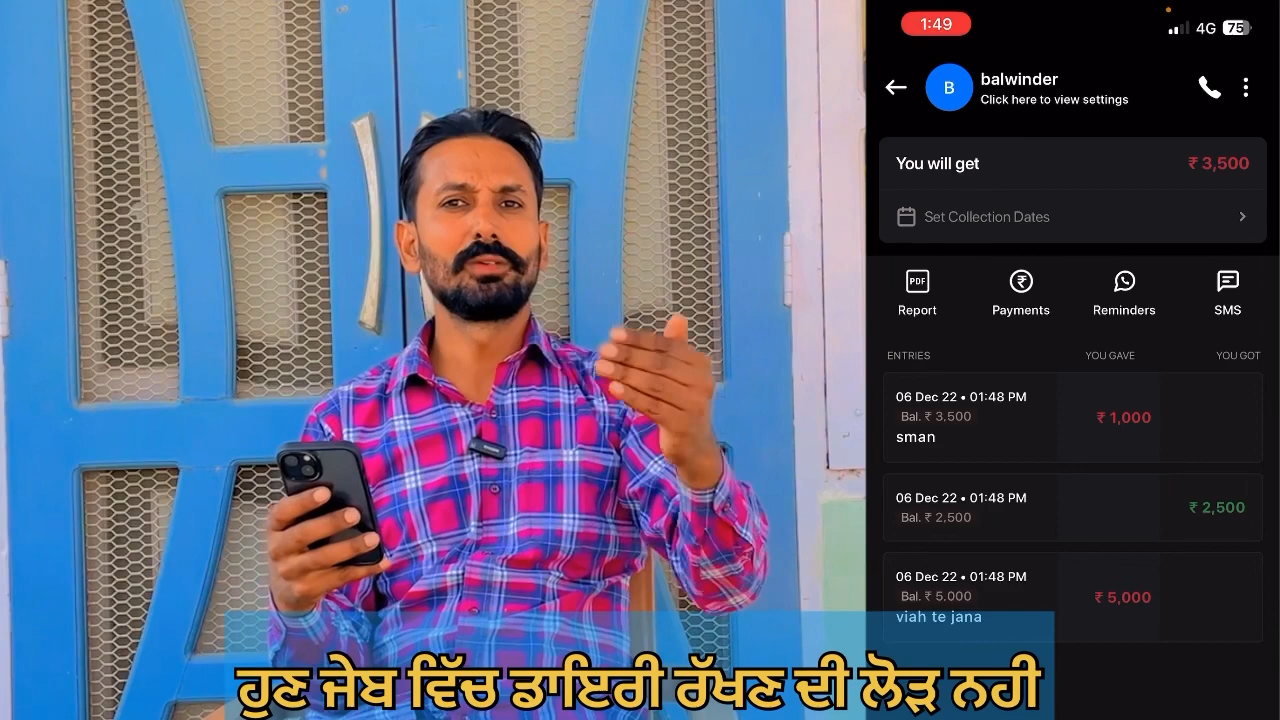 1:49
4G 75
balwinder
Click here to view settings
You will get ₹ 3,500
Set Collection Dates
PDF
Report Payments Reminders SMS
ENTRIES YOU GAVE YOU GOT
06 Dec 22 • 01:48 PM
Bal. ₹ 3,500
₹ 1,000
sman
06 Dec 22 • 01:48 PM
Bal. ₹ 2,500
₹ 2,500
06 Dec 22 • 01:48 PM
Bal. ₹ 5,000
₹ 5,000
viah te jana
ਹੁਣ ਜੇਬ ਵਿੱਚ ਡਾਇਰੀ ਰੱਖਣ ਦੀ ਲੋੜ ਨਹੀ